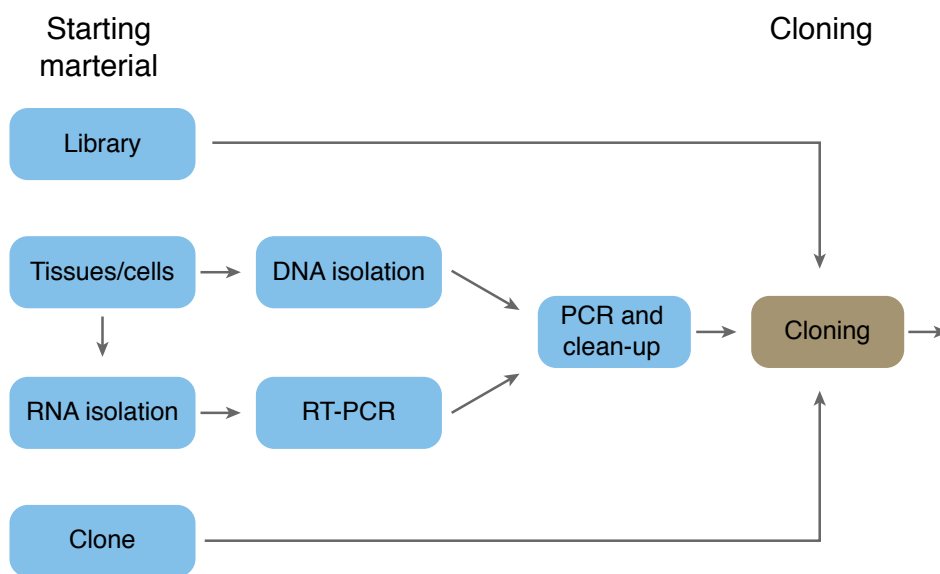 Starting
marterial
Cloning
Library
Tissues/cells
DNA isolation
PCR and
clean-up
Cloning
RNA isolation
RT-PCR
Clone